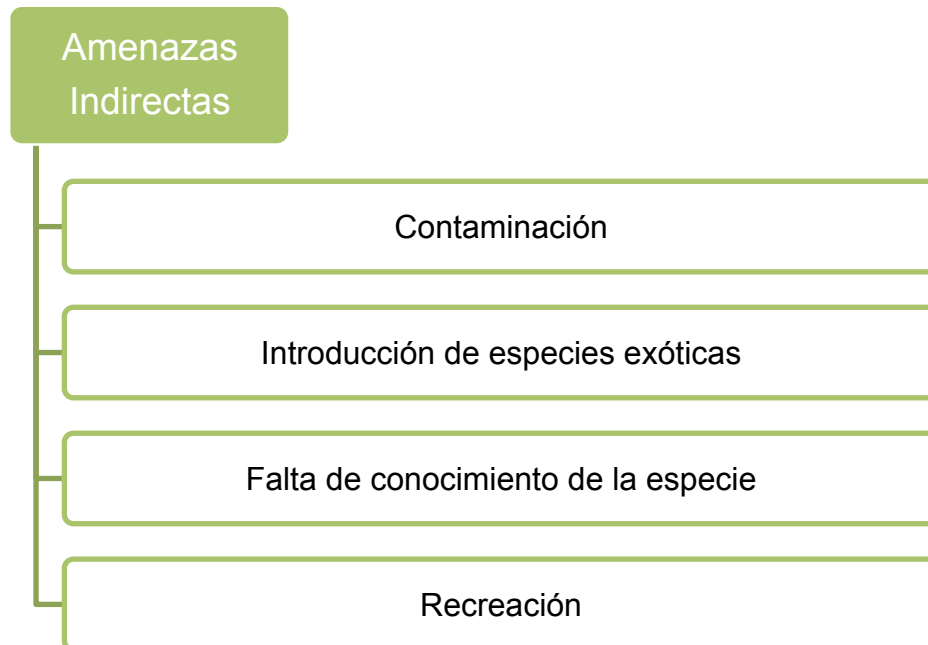 Amenazas
Indirectas
Contaminación
Introducción de especies exóticas
Falta de conocimiento de la especie
Recreación